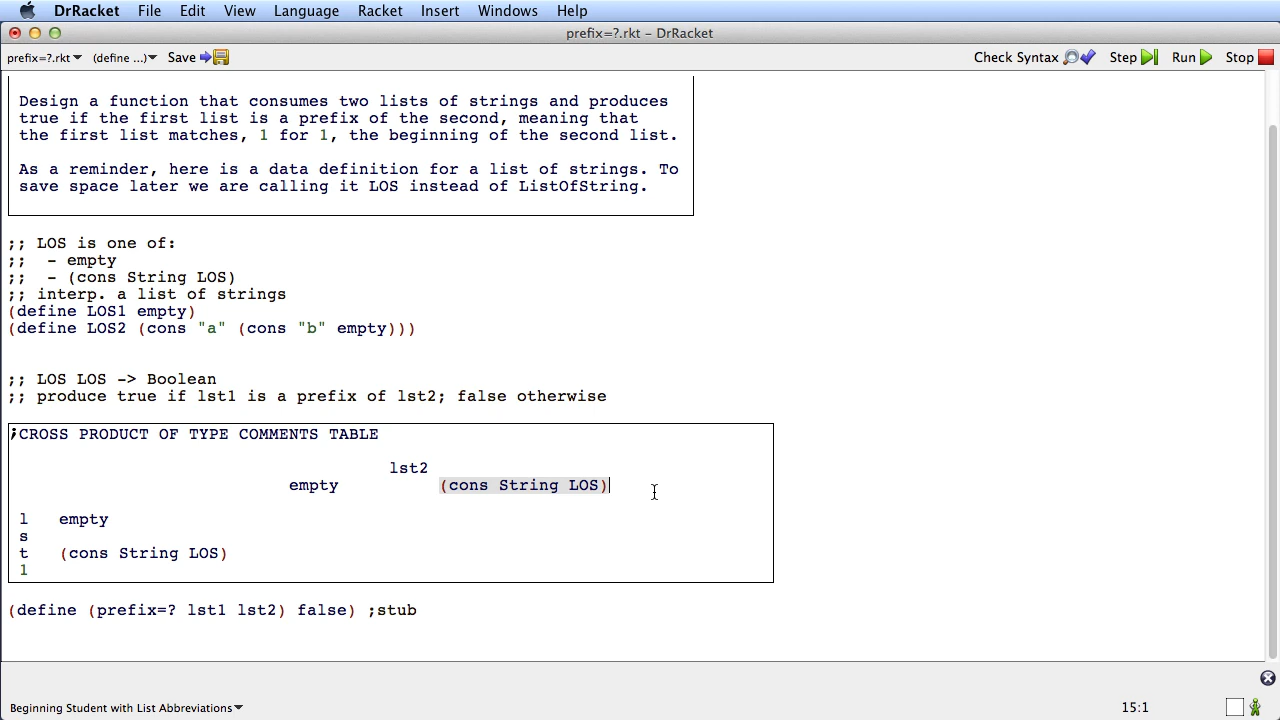 DrRacket File Edit View Language Racket Insert Windows Help
prefix=?.rkt - DrRacket
prefix=?.rkt (define ...) Save Check Syntax Step Run Stop
Design a function that consumes two lists of strings and produces
true if the first list is a prefix of the second, meaning that
the first list matches, 1 for 1, the beginning of the second list.
As a reminder, here is a data definition for a list of strings. To
save space later we are calling it LOS instead of ListOfString.
;; LOS is one of:
;;  - empty
;;  - (cons String LOS)
;; interp. a list of strings
(define LOS1 empty)
(define LOS2 (cons "a" (cons "b" empty)))
;; LOS LOS -> Boolean
;; produce true if lst1 is a prefix of lst2; false otherwise
;CROSS PRODUCT OF TYPE COMMENTS TABLE
lst2
empty (cons String LOS)
l empty
s
t (cons String LOS)
1
(define (prefix=? lst1 lst2) false) ;stub
Beginning Student with List Abbreviations 15:1